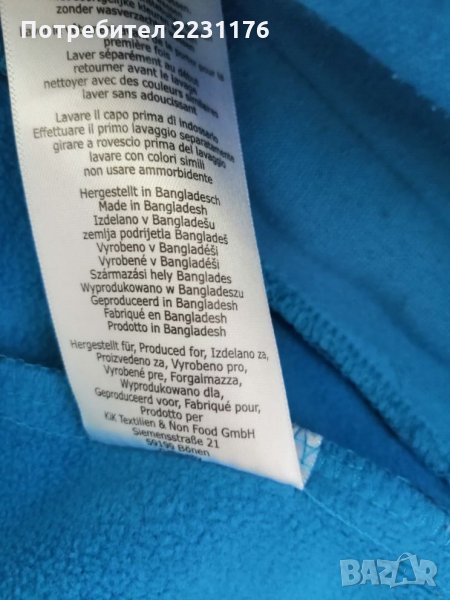 zonder wasverzachter
Потребител 2231176
première fois
Laver séparément au début
retourner avant le lavage
nettoyer avec des couleurs similaires
laver sans adoucissant
Lavare il capo prima di indossarlo
Effettuare il primo lavaggio separatamente
girare a rovescio prima del lavaggio
lavare con colori simili
non usare ammorbidente
Hergestellt in Bangladesch
Made in Bangladesh
Izdelano v Bangladešu
zemlja podrijetla Bangladeš
Vyrobeno v Bangladéši
Vyrobené v Bangladéši
Származási hely Banglades
Wyprodukowano w Bangladeszu
Geproduceerd in Bangladesh
Fabriqué en Bangladesh
Prodotto in Bangladesh
Hergestellt für, Produced for, Izdelano za,
Proizvedeno za, Vyrobeno pro,
Vyrobené pre, Forgalmazza,
Wyprodukowano dla,
Geproduceerd voor, Fabriqué pour,
Prodotto per
KiK Textilien & Non Food GmbH
Siemensstraße 21
59199 Bönen
BAZAR